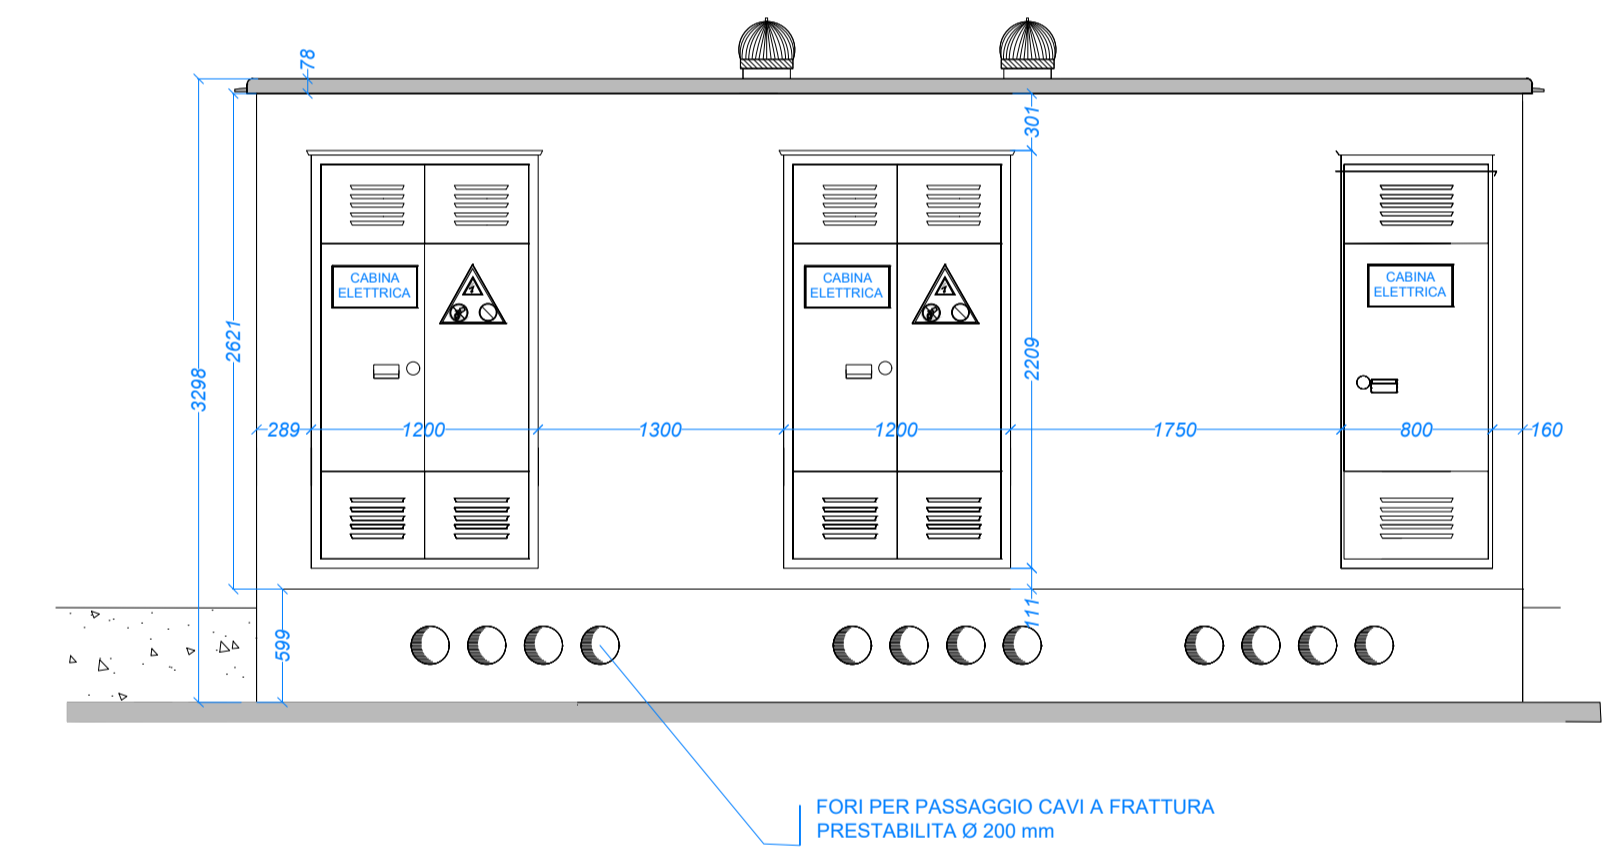 78
301
CABINA
ELETTRICA
CABINA
ELETTRICA
CABINA
ELETTRICA
2621
3298
2209
289
1200
1300
1200
1750
800
160
599
111
FORI PER PASSAGGIO CAVI A FRATTURA
PRESTABILITA Ø 200 mm